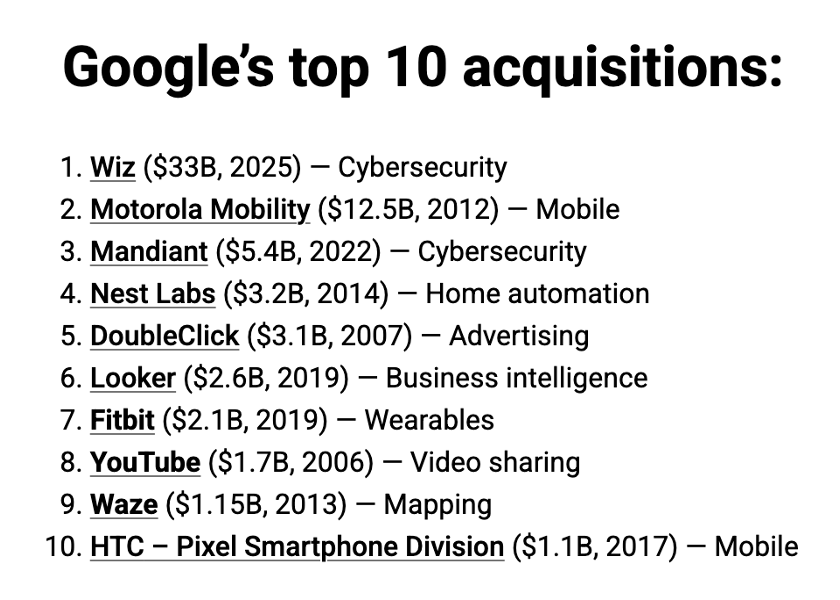 Google’s top 10 acquisitions:
1. Wiz ($33B, 2025) — Cybersecurity
2. Motorola Mobility ($12.5B, 2012) — Mobile
3. Mandiant ($5.4B, 2022) — Cybersecurity
4. Nest Labs ($3.2B, 2014) — Home automation
5. DoubleClick ($3.1B, 2007) — Advertising
6. Looker ($2.6B, 2019) — Business intelligence
7. Fitbit ($2.1B, 2019) — Wearables
8. YouTube ($1.7B, 2006) — Video sharing
9. Waze ($1.15B, 2013) — Mapping
10. HTC – Pixel Smartphone Division ($1.1B, 2017) — Mobile